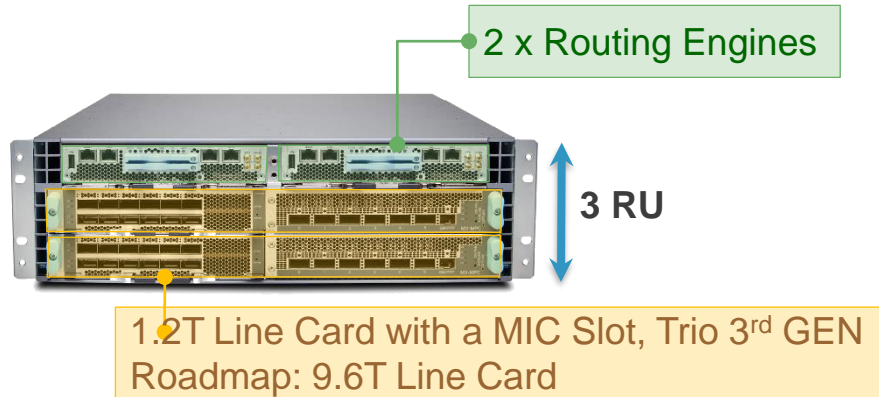 2 x Routing Engines
3 RU
1.2T Line Card with a MIC Slot, Trio 3rd GEN
Roadmap: 9.6T Line Card